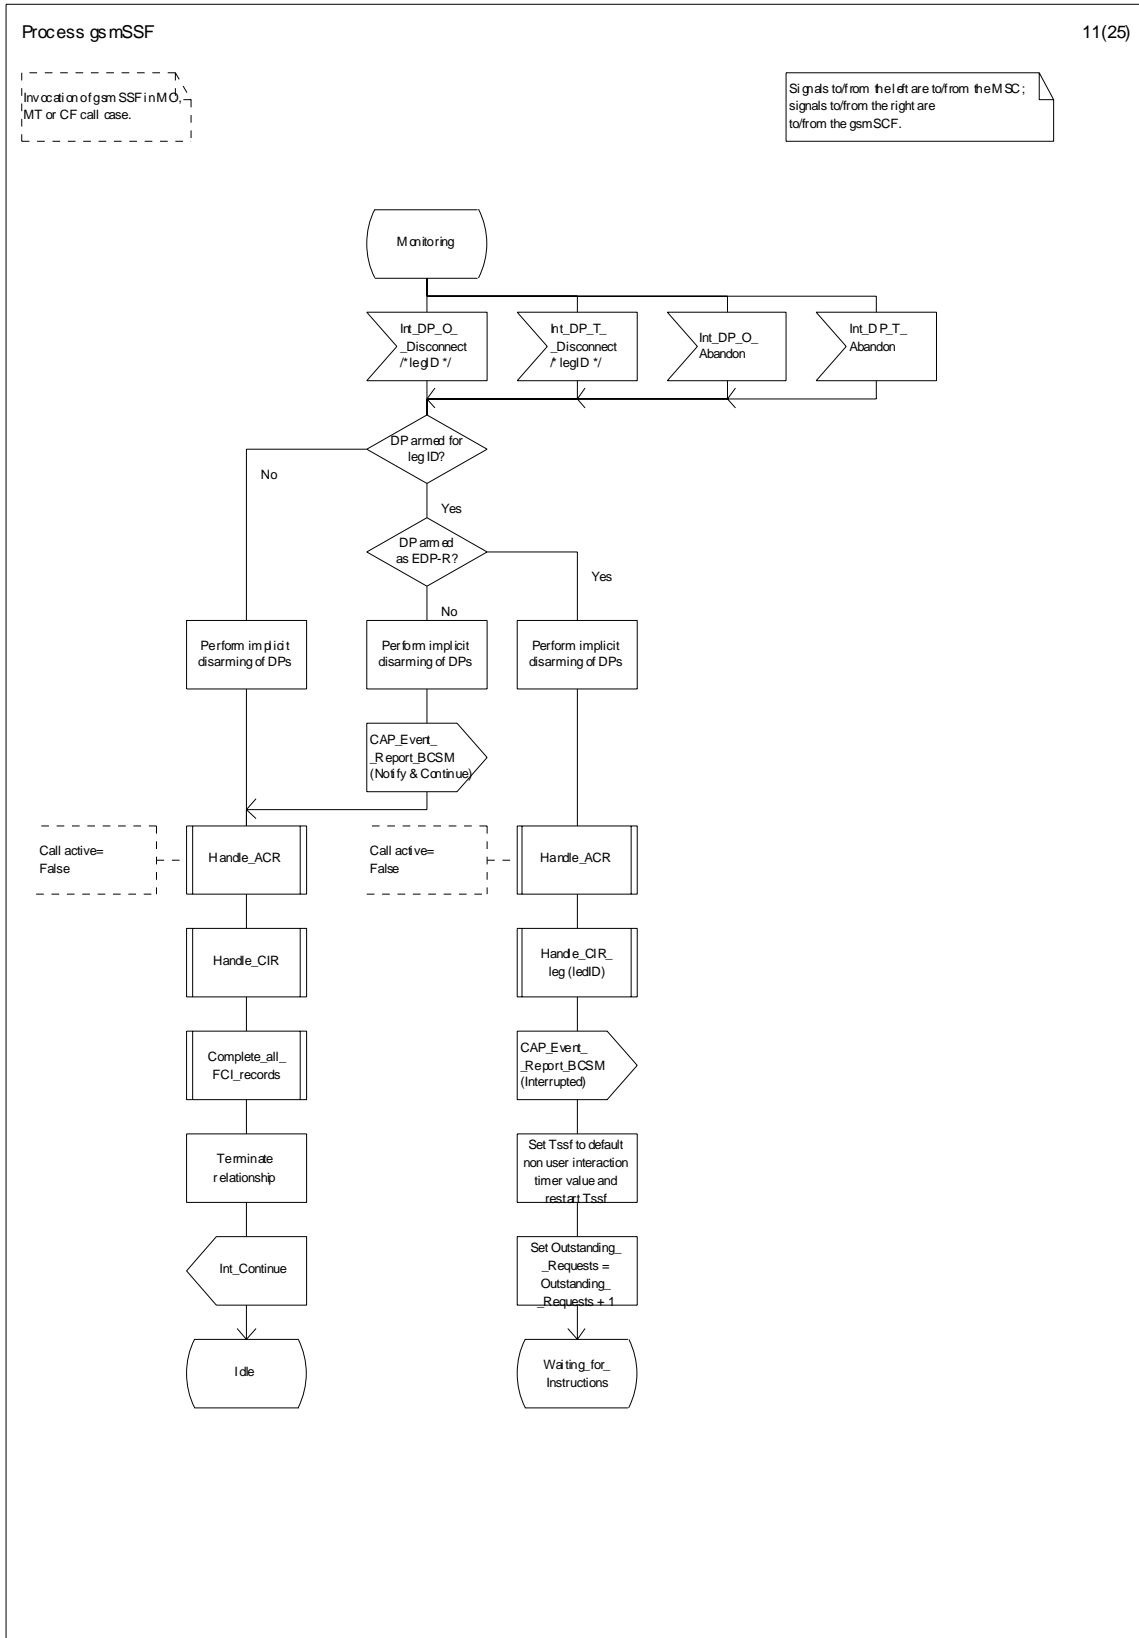 Process gsmSSF
11(25)
Invocation of gsmSSF in MO,
MT or CF call case.
Signals to/from the left are to/from the MSC;
signals to/from the right are
to/from the gsmSCF.
Monitoring
Int_DP_O_
_Disconnect
/* legID */
Int_DP_T_
_Disconnect
/* legID */
Int_DP_O_
Abandon
Int_DP_T_
Abandon
DP armed for
leg ID?
No
Yes
DP armed
as EDP-R?
Yes
No
Perform implicit
disarming of DPs
Perform implicit
disarming of DPs
Perform implicit
disarming of DPs
CAP_Event_
_Report_BCSM
(Notify & Continue)
Call active=
False
Handle_ACR
Call active=
False
Handle_ACR
Handle_CIR
Handle_CIR_
leg (ledID)
Complete_all_
FCI_records
CAP_Event_
_Report_BCSM
(Interrupted)
Terminate
relationship
Set Tssf to default
non user interaction
timer value and
restart Tssf
Int_Continue
Set Outstanding_
_Requests =
Outstanding_
_Requests + 1
Idle
Waiting_for_
Instructions